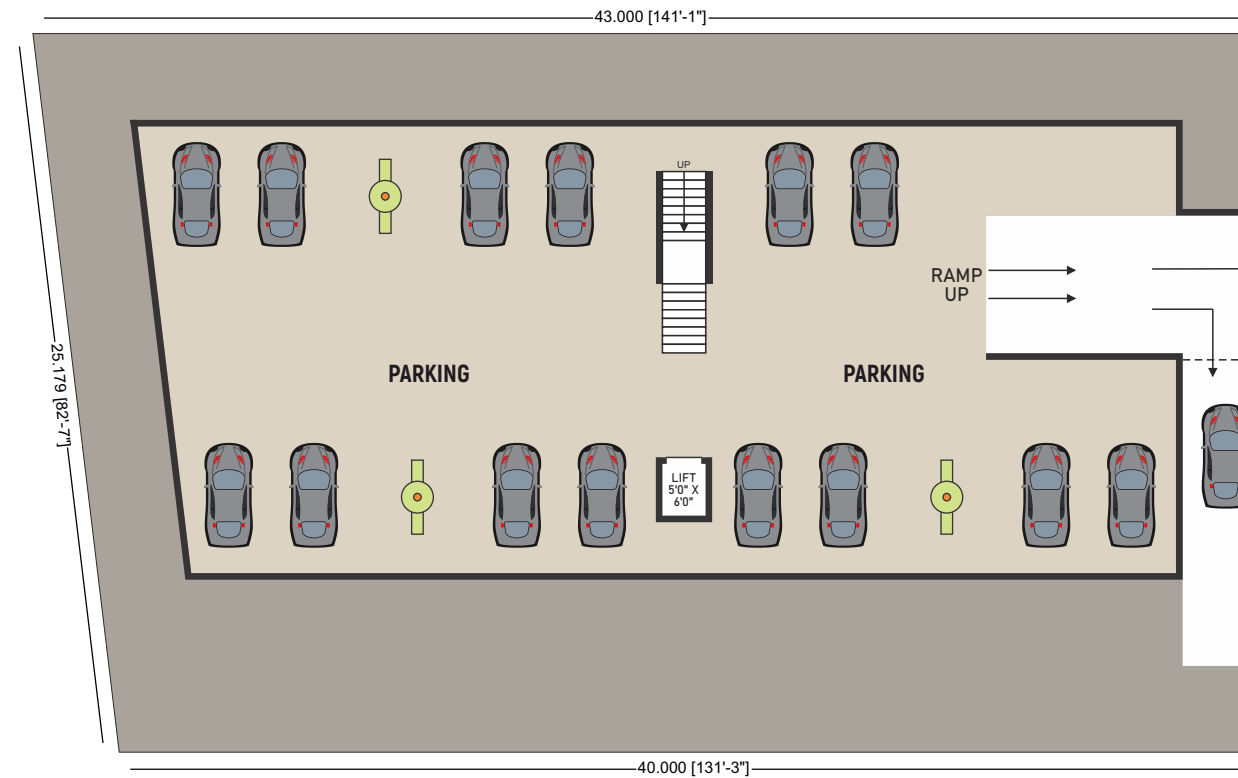 43.000 [141'-1"]
UP
RAMP
UP
25.179 [82'-7"]
PARKING
PARKING
LIFT
5'0" X
6'0"
40.000 [131'-3"]